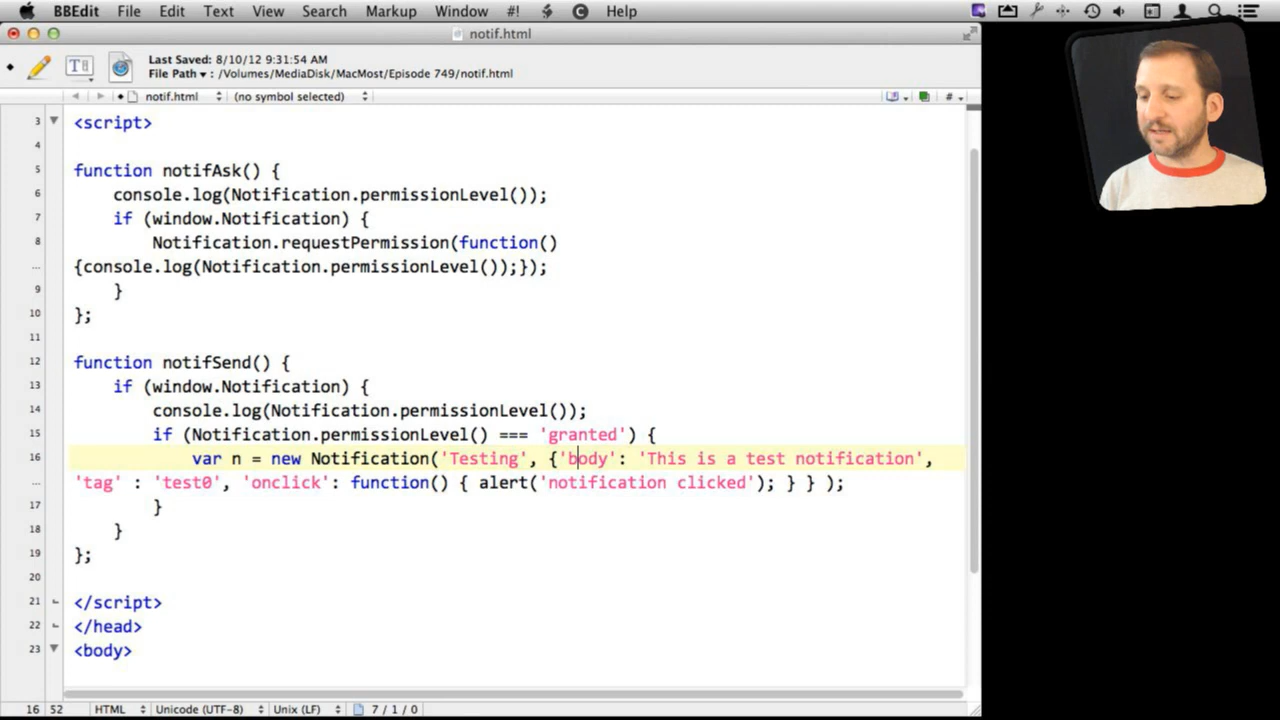 BBEdit File Edit Text View Search Markup Window #! Help
notif.html
Last Saved: 8/10/12 9:31:54 AM
File Path ▾ : /Volumes/MediaDisk/MacMost/Episode 749/notif.html
notif.html (no symbol selected) #
3 <script>
4
5 function notifAsk() {
6 console.log(Notification.permissionLevel());
7 if (window.Notification) {
8 Notification.requestPermission(function()
... {console.log(Notification.permissionLevel());});
9 }
10 };
11
12 function notifSend() {
13 if (window.Notification) {
14 console.log(Notification.permissionLevel());
15 if (Notification.permissionLevel() === 'granted') {
16 var n = new Notification('Testing', {'body': 'This is a test notification',
... 'tag' : 'test0', 'onclick': function() { alert('notification clicked'); } } );
17 }
18 }
19 };
20
21 </script>
22 </head>
23 <body>
16 52 HTML Unicode (UTF-8) Unix (LF) 7 / 1 / 0